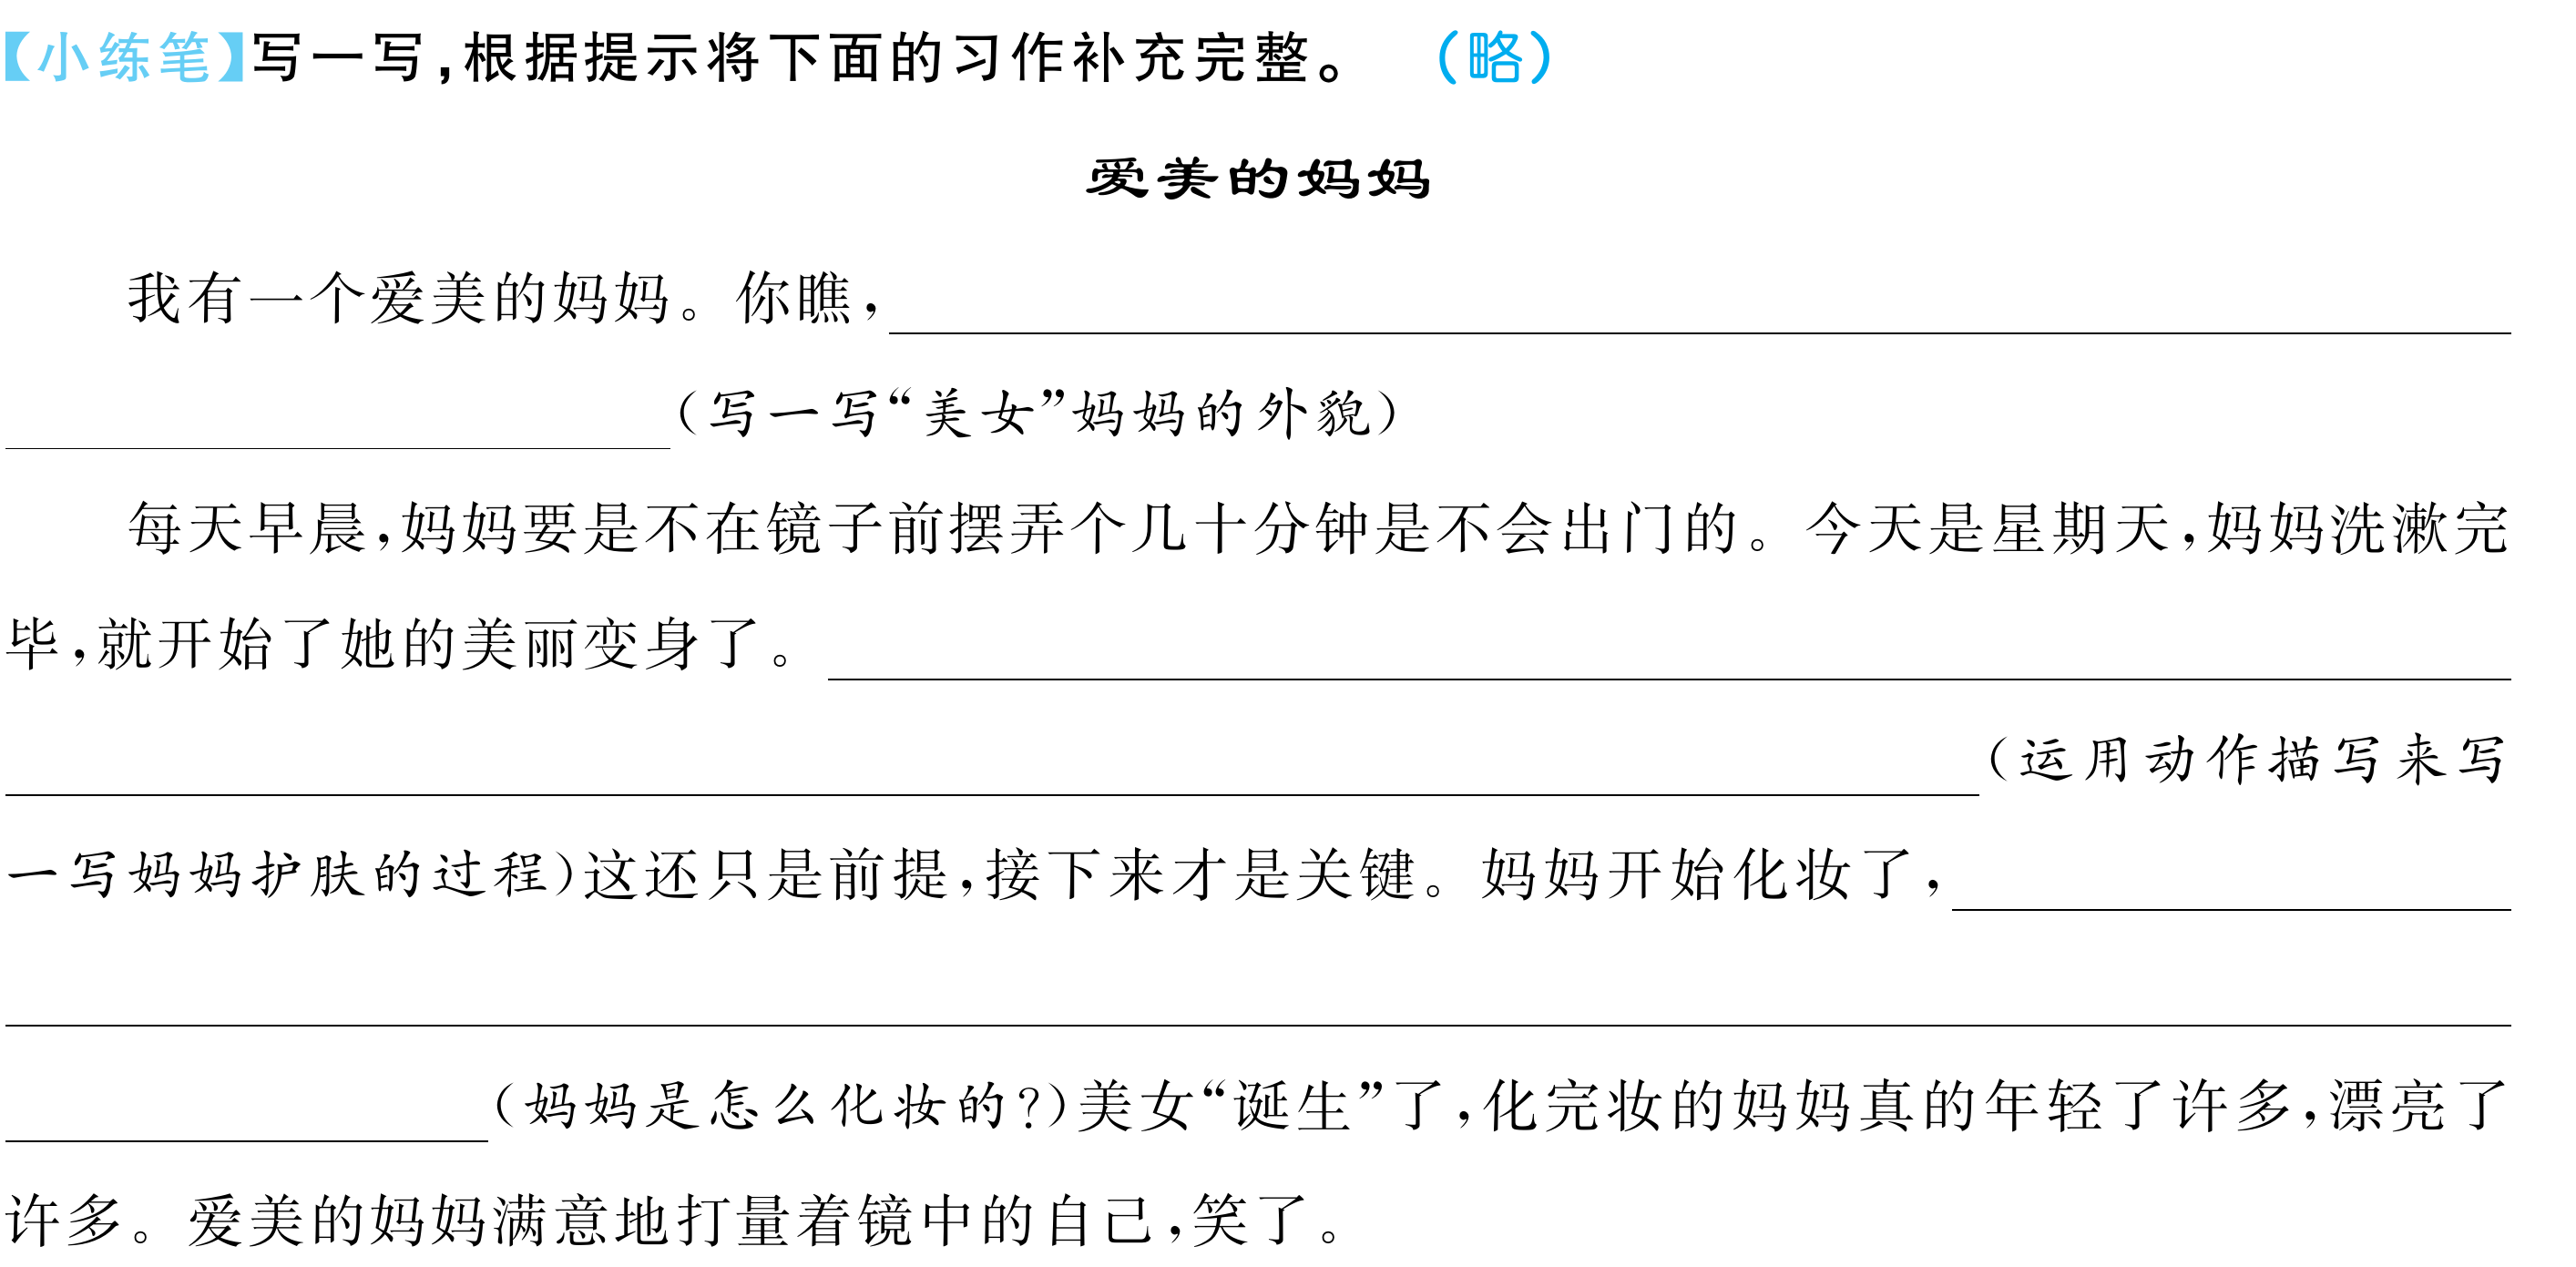 【小练笔】写一写,根据提示将下面的习作补充完整。 (略)
爱美的妈妈
我有一个爱美的妈妈。你瞧,
(写一写“美女”妈妈的外貌)
每天早晨,妈妈要是不在镜子前摆弄个几十分钟是不会出门的。今天是星期天,妈妈洗漱完
毕,就开始了她的美丽变身了。
(运用动作描写来写
一写妈妈护肤的过程)这还只是前提,接下来才是关键。妈妈开始化妆了,
(妈妈是怎么化妆的?)美女“诞生”了,化完妆的妈妈真的年轻了许多,漂亮了
许多。爱美的妈妈满意地打量着镜中的自己,笑了。